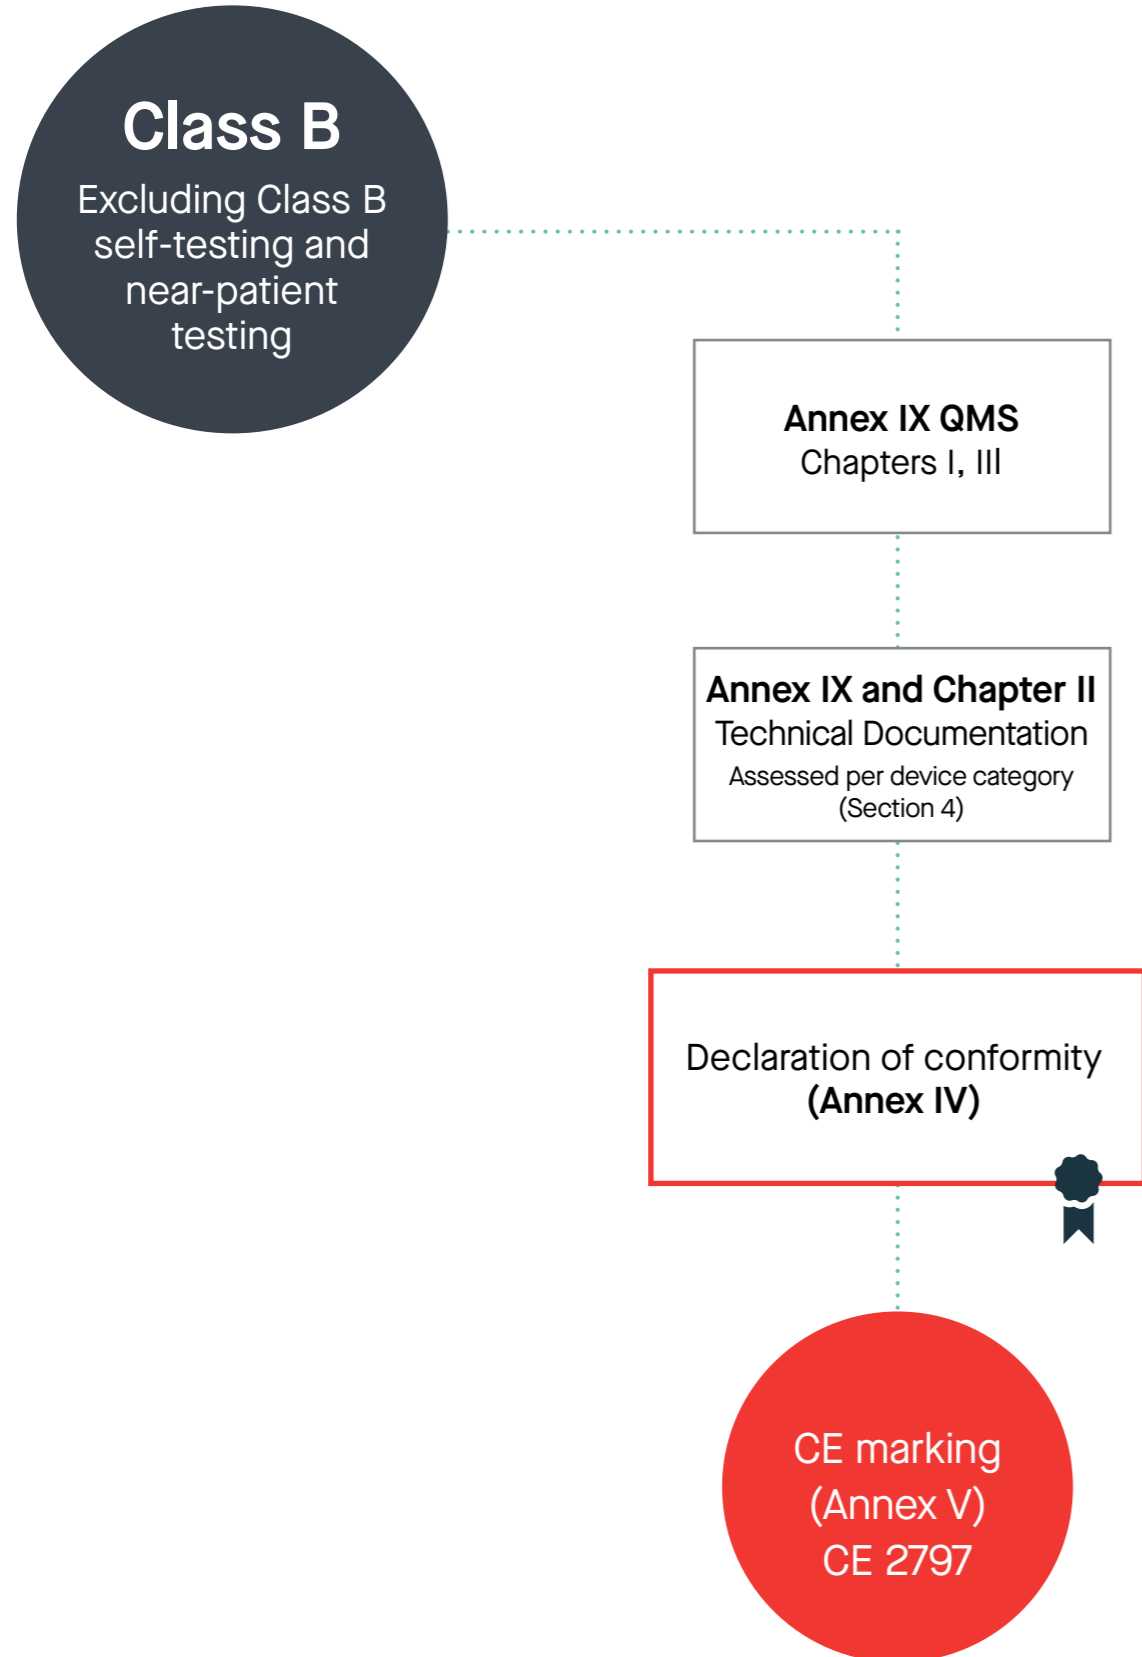 Class B
Excluding Class B
self-testing and
near-patient
testing
Annex IX QMS
Chapters I, III
Annex IX and Chapter II
Technical Documentation
Assessed per device category
(Section 4)
Declaration of conformity
(Annex IV)
CE marking
(Annex V)
CE 2797